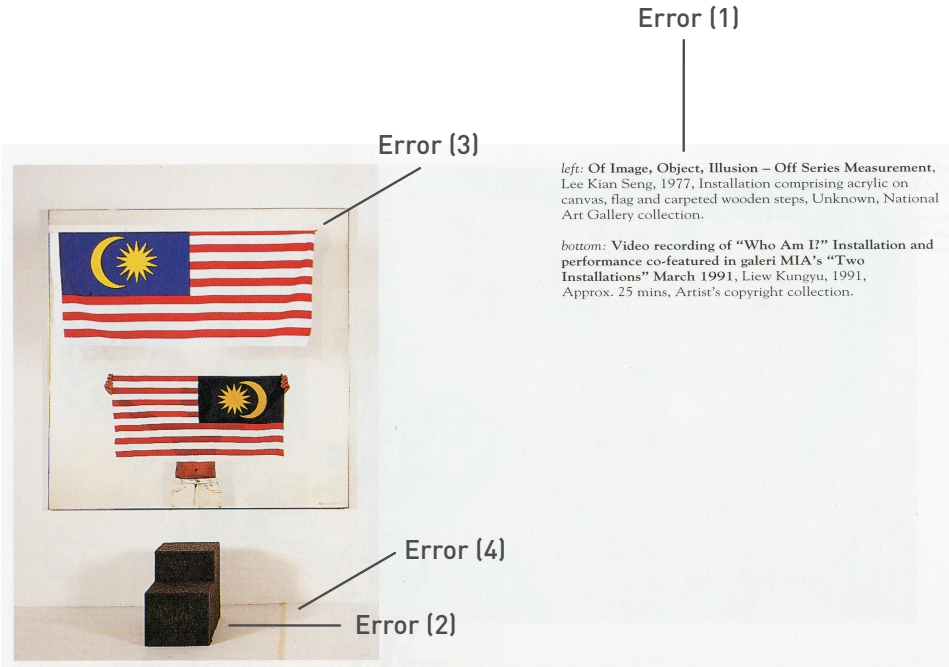 Error (1)
Error (3)
left: Of Image, Object, Illusion – Off Series Measurement,
Lee Kian Seng, 1977, Installation comprising acrylic on
canvas, flag and carpeted wooden steps, Unknown, National
Art Gallery collection.
bottom: Video recording of “Who Am I?” Installation and
performance co-featured in galeri MIA’s “Two
Installations” March 1991, Liew Kungyu, 1991,
Approx. 25 mins, Artist’s copyright collection.
Error (4)
Error (2)